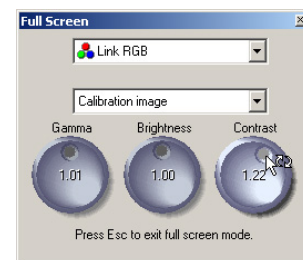 Full Screen
Link RGB
Calibration image
Gamma Brightness Contrast
1.01 1.00 1.22
Press Esc to exit full screen mode.